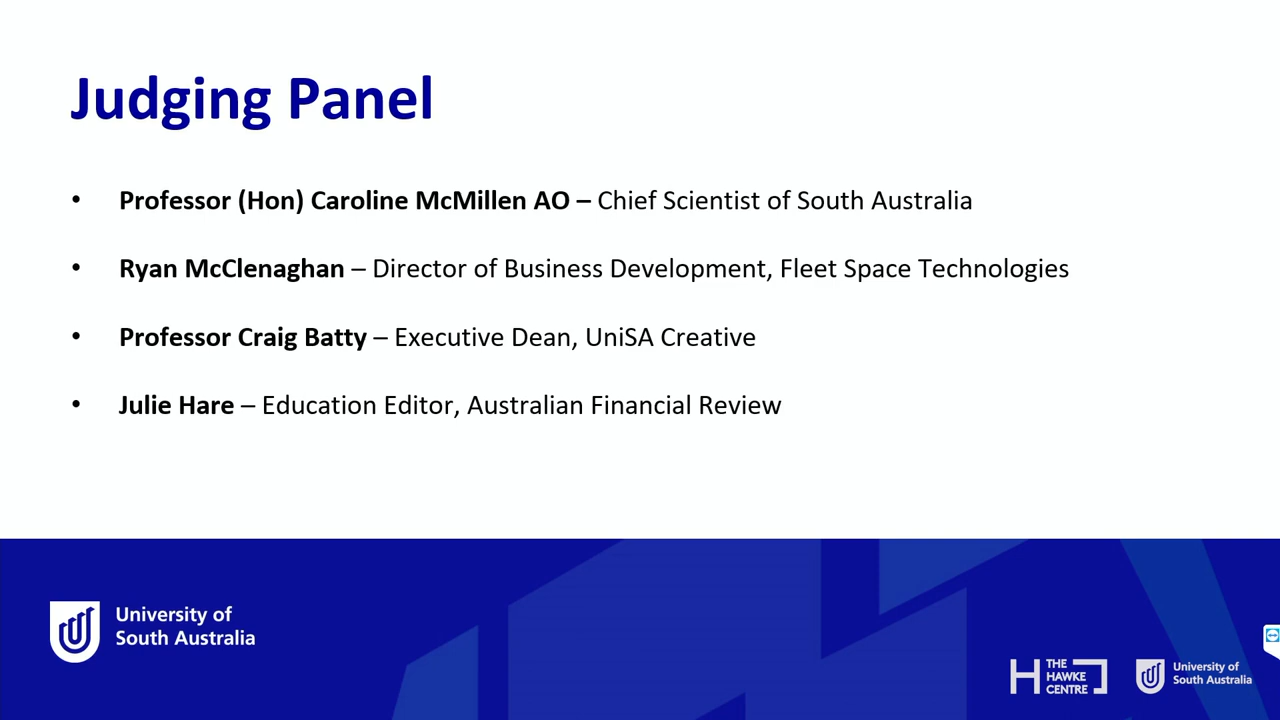 Judging Panel
• Professor (Hon) Caroline McMillen AO – Chief Scientist of South Australia
• Ryan McClenaghan – Director of Business Development, Fleet Space Technologies
• Professor Craig Batty – Executive Dean, UniSA Creative
• Julie Hare – Education Editor, Australian Financial Review
University of
South Australia
THE
HAWKE
CENTRE
University of
South Australia